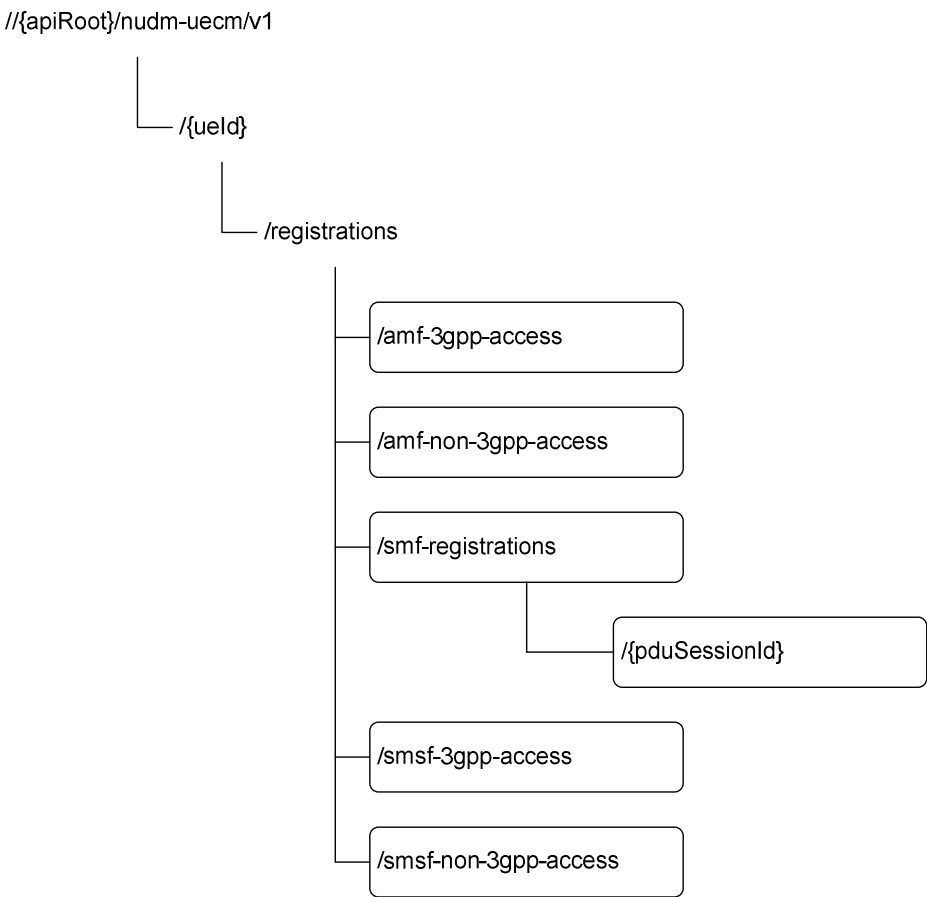 //{apiRoot}/nudm-uecm/v1
/{ueId}
/registrations
/amf-3gpp-access
/amf-non-3gpp-access
/smf-registrations
/{pduSessionId}
/smsf-3gpp-access
/smsf-non-3gpp-access